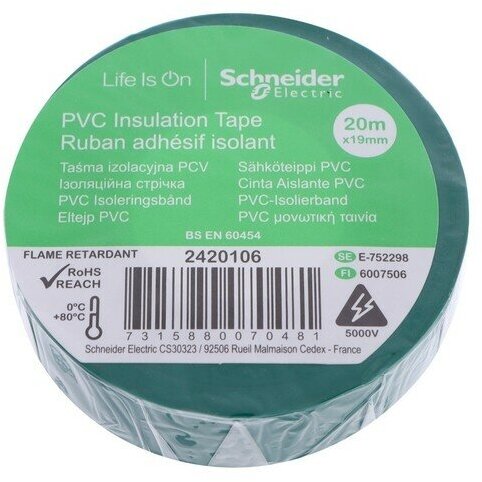 Life Is On
Schneider
Electric
PVC Insulation Tape
Ruban adhésif isolant
20m
x19mm
Taśma izolacyjna PCV
Ізоляційна стрічка
PVC Isoleringsbånd
Eltejp PVC
Sähköteippi PVC
Cinta Aislante PVC
PVC-Isolierband
PVC μονωτική ταινία
BS EN 60454
FLAME RETARDANT
2420106
SE E-752298
FI 6007506
RoHS
REACH
0°C
+80°C
7315880070481
5000V
Schneider Electric CS30323 / 92506 Rueil Malmaison Cedex - France